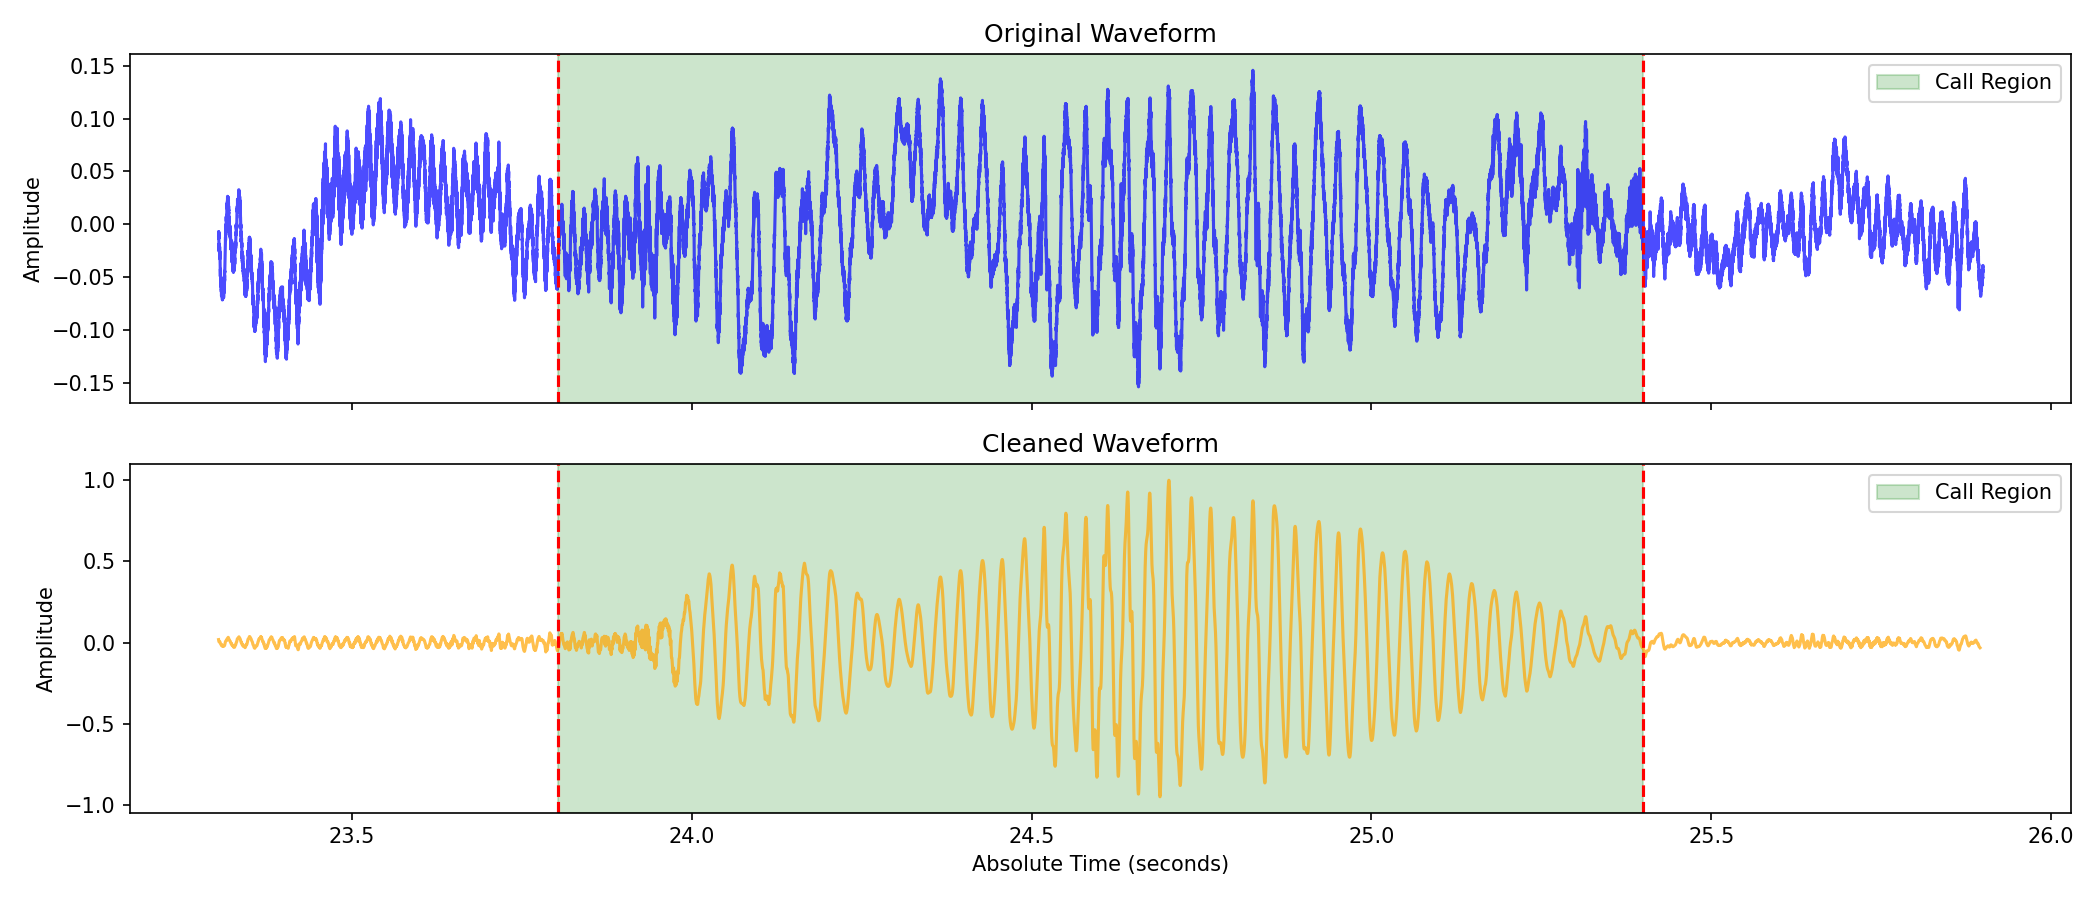 Original Waveform
0.15
0.10
0.05
0.00
−0.05
−0.10
−0.15
Amplitude
Call Region
Cleaned Waveform
1.0
0.5
0.0
−0.5
−1.0
Amplitude
Call Region
23.5 24.0 24.5 25.0 25.5 26.0
Absolute Time (seconds)